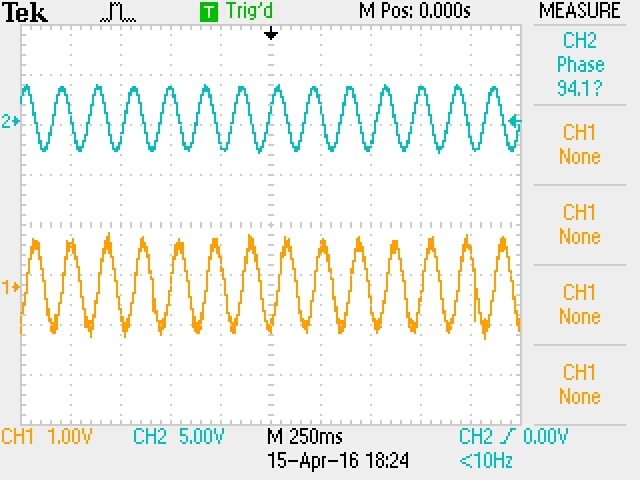 Tek T Trig'd M Pos: 0.000s MEASURE
CH2
Phase
94.1?
2
CH1
None
CH1
None
1
CH1
None
CH1
None
CH1 1.00V CH2 5.00V M 250ms CH2 0.00V
15-Apr-16 18:24 <10Hz